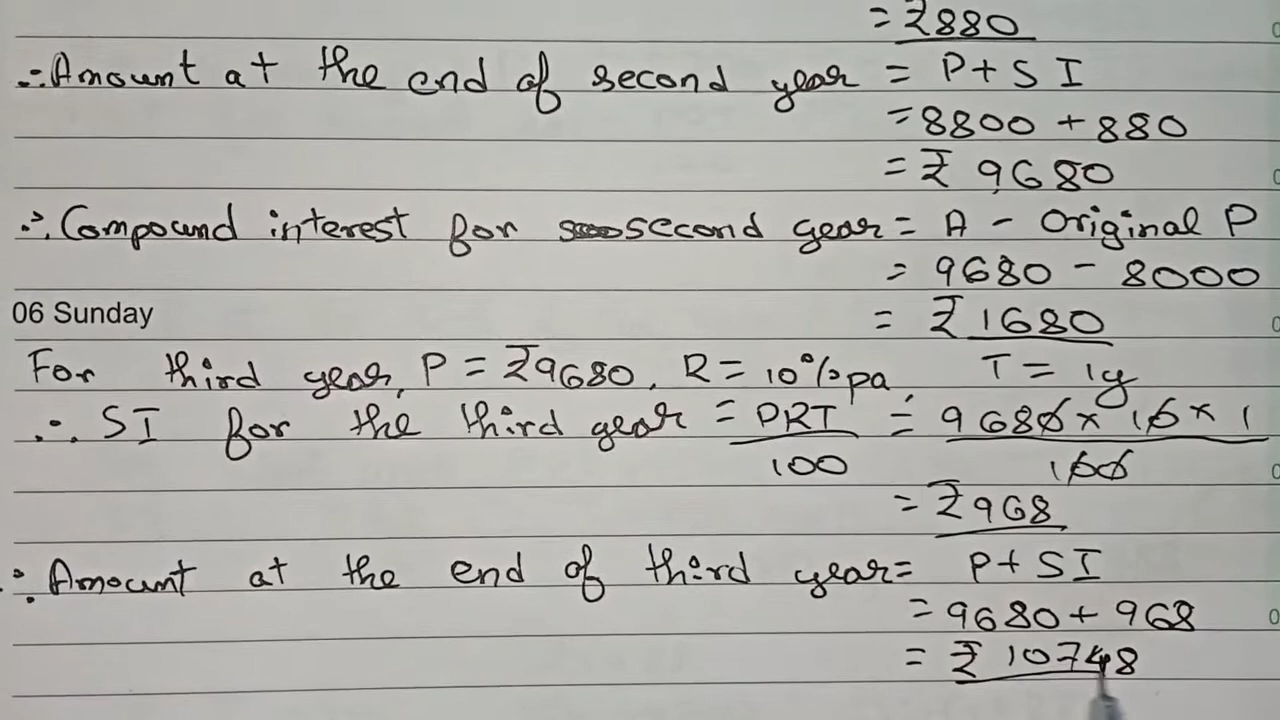 = ₹880
∴ Amount at the end of second year = P + S I
= 8800 + 880
= ₹ 9680
∴ Compound interest for second year = A - Original P
= 9680 - 8000
06 Sunday
= ₹ 1680
For third year, P = ₹9680, R = 10% pa, T = 1y
∴ SI for the third year = PRT/100 = 9680 × 10 × 1/100
= ₹968
∴ Amount at the end of third year = P + SI
= 9680 + 968
= ₹ 10748